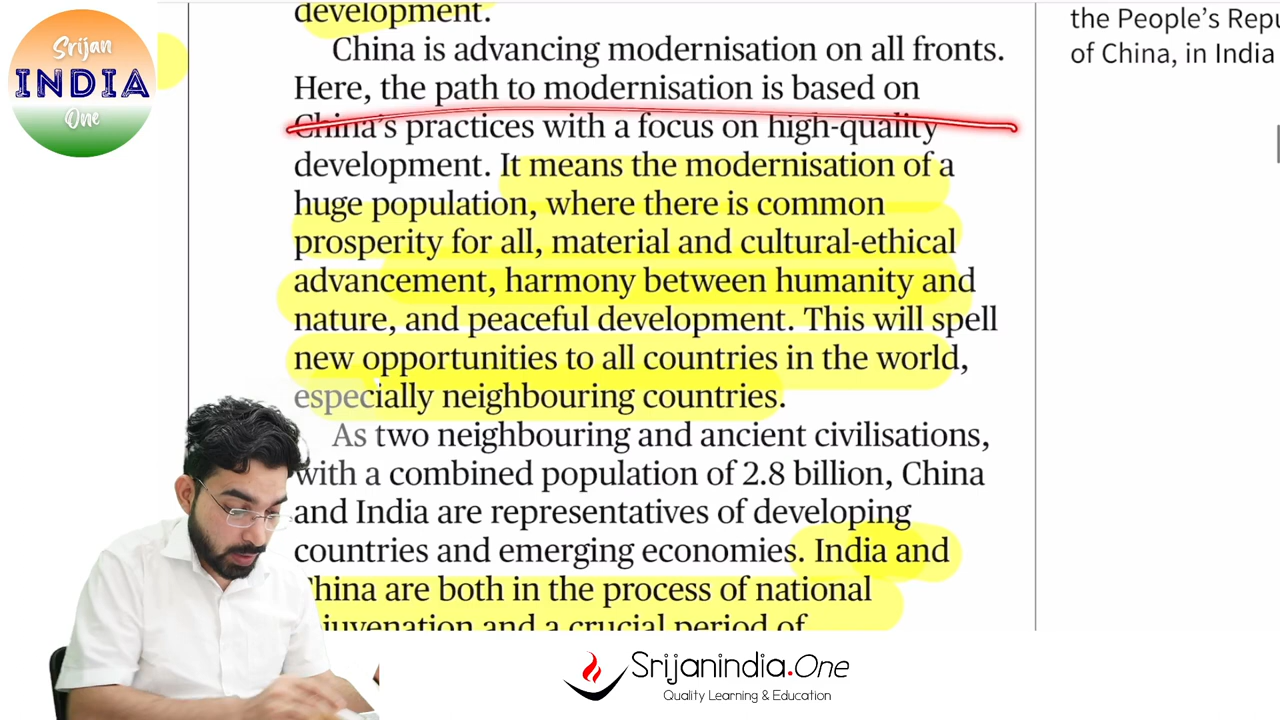 Srijan
INDIA
One
development.
China is advancing modernisation on all fronts.
Here, the path to modernisation is based on
China's practices with a focus on high-quality
development. It means the modernisation of a
huge population, where there is common
prosperity for all, material and cultural-ethical
advancement, harmony between humanity and
nature, and peaceful development. This will spell
new opportunities to all countries in the world,
especially neighbouring countries.
As two neighbouring and ancient civilisations,
with a combined population of 2.8 billion, China
and India are representatives of developing
countries and emerging economies. India and
China are both in the process of national
and a crucial period of
the People's
of China, in India
Srijanindia.One
Quality Learning & Education